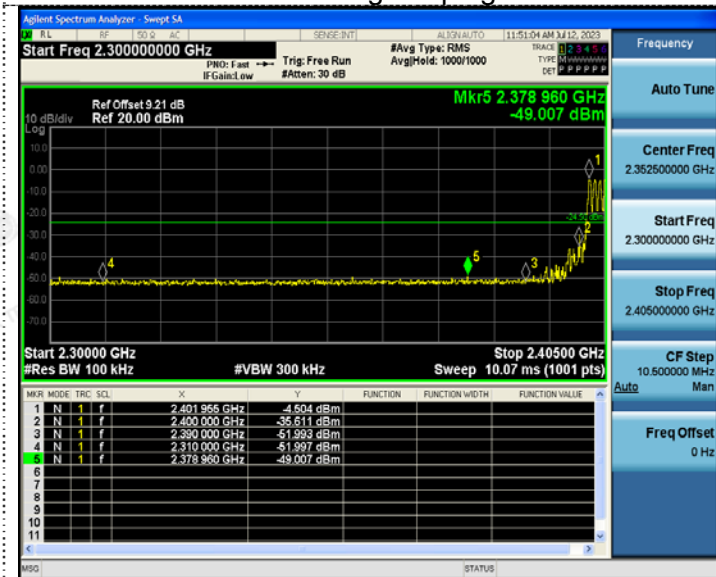 Agilent Spectrum Analyzer - Swept SA
RL RF 50 Ω AC SENSE:INT ALIGNAUTO 11:51:04 AM Jul 12, 2023
Start Freq 2.300000000 GHz
PNO: Fast
IFGain:Low
Trig: Free Run
#Atten: 30 dB
#Avg Type: RMS
Avg|Hold: 1000/1000
TRACE 1 2 3 4 5 6
TYPE M WWWWW
DET P P P P P P
Ref Offset 9.21 dB
Ref 20.00 dBm
10 dB/div
Log
Mkr5 2.378 960 GHz
-49.007 dBm
10.0
0.00
-10.0
-20.0
-30.0
-40.0
-50.0
-60.0
-70.0
1
2
3
4
5
Start 2.30000 GHz
Stop 2.40500 GHz
#Res BW 100 kHz
#VBW 300 kHz
Sweep 10.07 ms (1001 pts)
MKR MODE TRC SCL X Y FUNCTION FUNCTION WIDTH FUNCTION VALUE
1 N 1 f 2.401 955 GHz -4.504 dBm
2 N 1 f 2.400 000 GHz -35.611 dBm
3 N 1 f 2.390 000 GHz -51.993 dBm
4 N 1 f 2.310 000 GHz -51.997 dBm
5 N 1 f 2.378 960 GHz -49.007 dBm
6
7
8
9
10
11
MSG STATUS
Frequency
Auto Tune
Center Freq
2.352500000 GHz
Start Freq
2.300000000 GHz
Stop Freq
2.405000000 GHz
CF Step
10.500000 MHz
Auto Man
Freq Offset
0 Hz